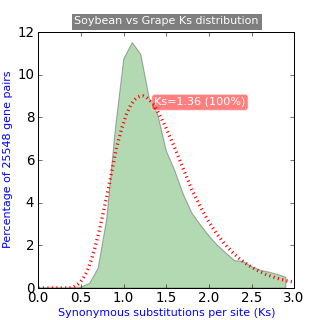 Soybean vs Grape Ks distribution
Percentage of 25548 gene pairs
12
10
8
6
4
2
0
Ks=1.36 (100%)
0.0 0.5 1.0 1.5 2.0 2.5 3.0
Synonymous substitutions per site (Ks)